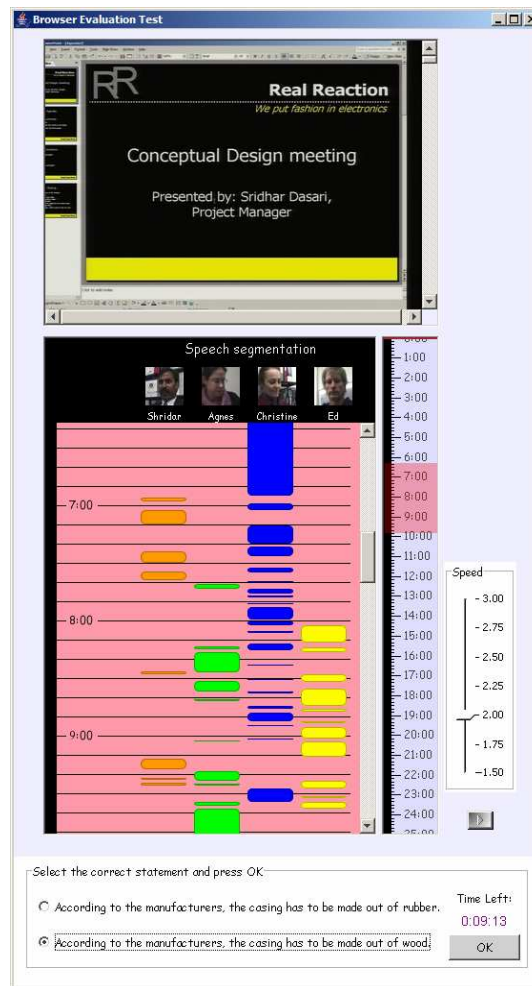 Browser Evaluation Test
RR
Real Reaction
We put fashion in electronics
Conceptual Design meeting
Presented by: Sridhar Dasari,
Project Manager
Speech segmentation
Shridar Agnes Christine Ed
7:00
8:00
9:00
1:00
2:00
3:00
4:00
5:00
6:00
7:00
8:00
9:00
10:00
11:00
12:00
13:00
14:00
15:00
16:00
17:00
18:00
19:00
20:00
21:00
22:00
23:00
24:00
Speed
3.00
2.75
2.50
2.25
2.00
1.75
1.50
Select the correct statement and press OK
According to the manufacturers, the casing has to be made out of rubber.
According to the manufacturers, the casing has to be made out of wood.
Time Left:
0:09:13
OK